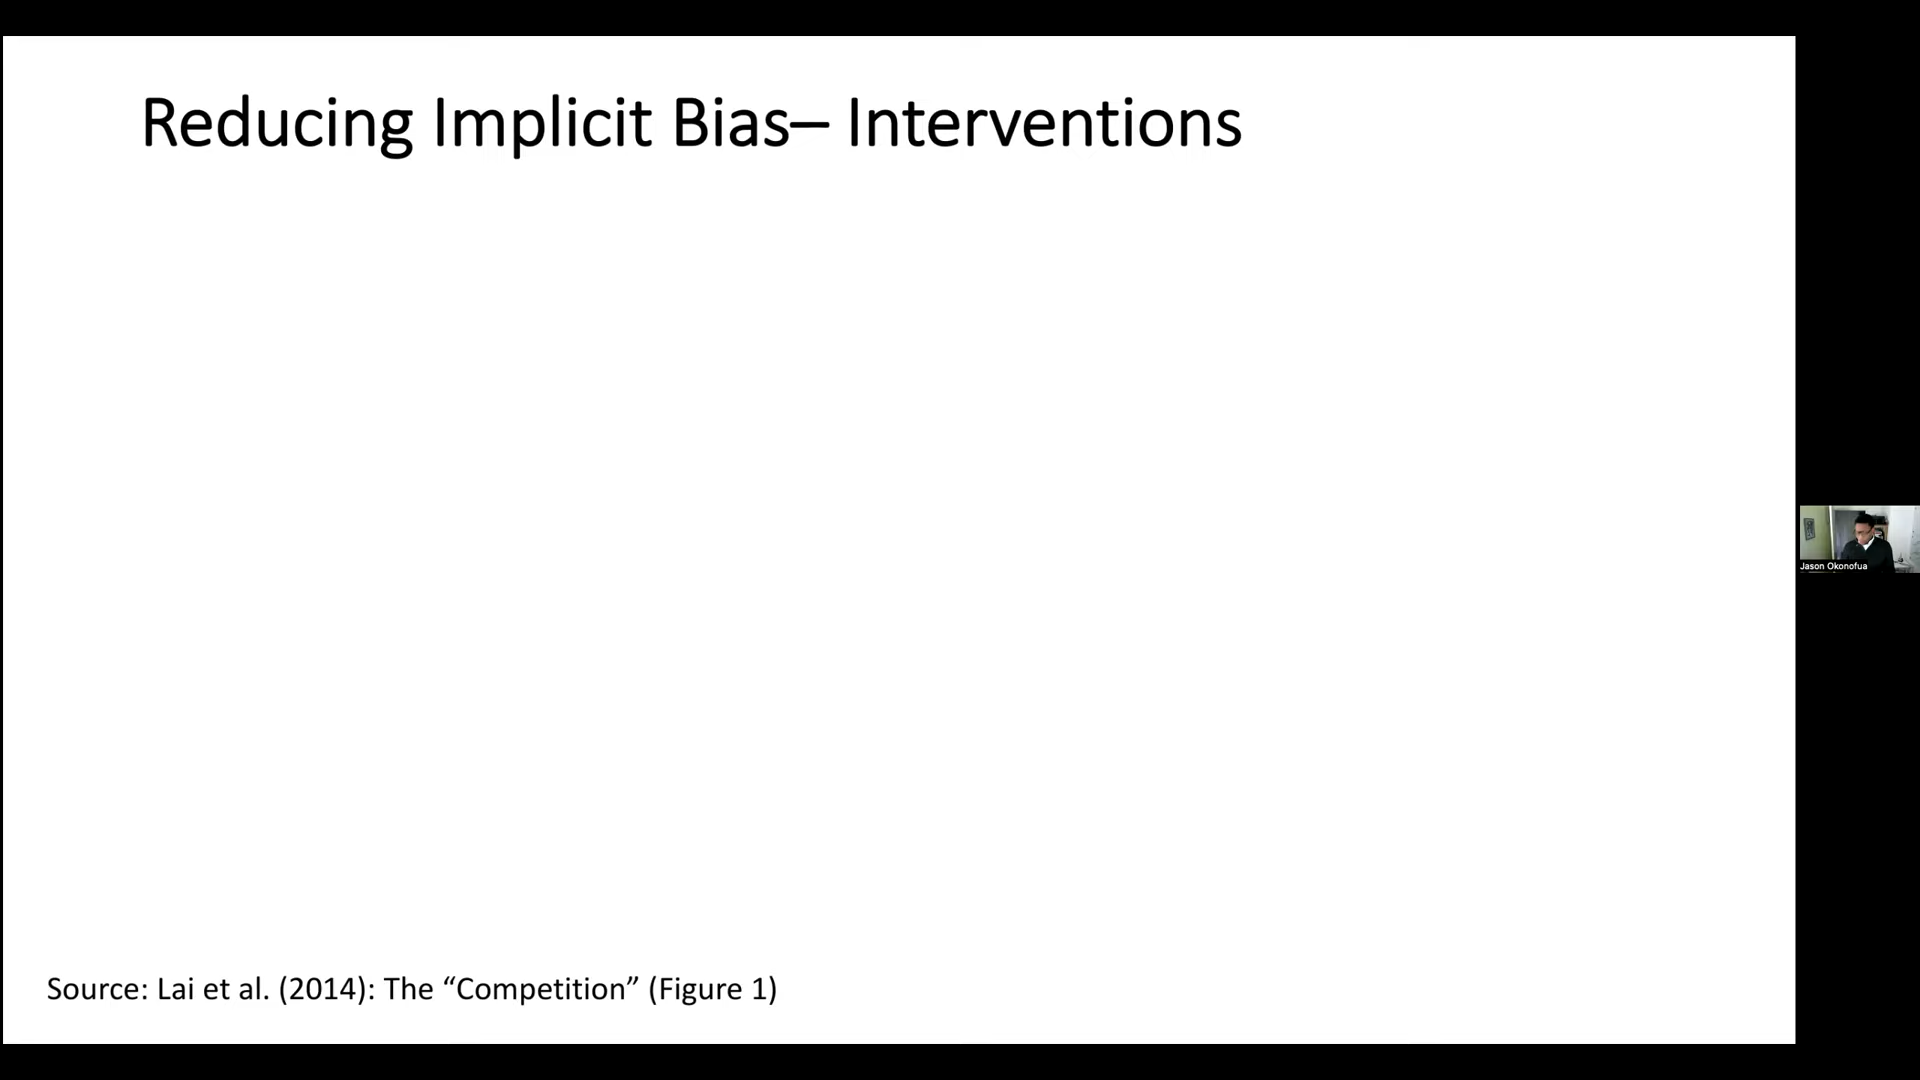 Reducing Implicit Bias– Interventions
Jason Okonofua
Source: Lai et al. (2014): The “Competition” (Figure 1)